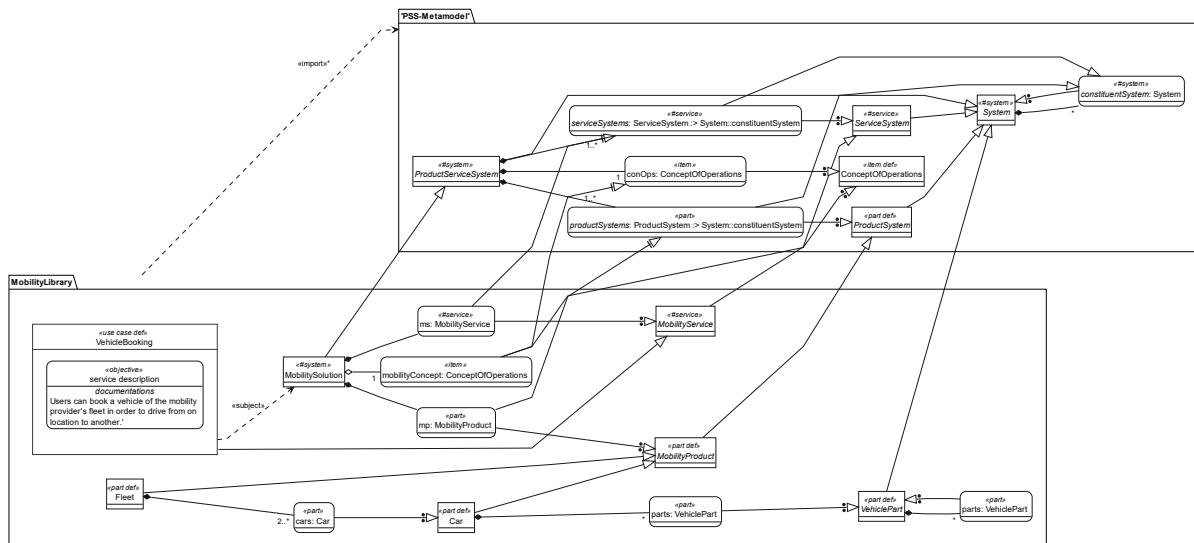 'PSS-Metamodel'
«import»*
«#system»
constituentSystem: System
«#system»
System
*
«#service»
serviceSystems: ServiceSystem :> System::constituentSystem
1..*
«#service»
ServiceSystem
«#system»
ProductServiceSystem
«item»
conOps: ConceptOfOperations
1
«item def»
ConceptOfOperations
1..*
«part»
productSystems: ProductSystem :> System::constituentSystem
«part def»
ProductSystem
MobilityLibrary
«use case def»
VehicleBooking
«objective»
service description
documentations
Users can book a vehicle of the mobility
provider's fleet in order to drive from on
location to another.'
«subject»
«#system»
MobilitySolution
«#service»
ms: MobilityService
«#service»
MobilityService
«item»
mobilityConcept: ConceptOfOperations
1
«part»
mp: MobilityProduct
«part def»
MobilityProduct
«part def»
Fleet
2..*
«part»
cars: Car
«part def»
Car
*
«part»
parts: VehiclePart
«part def»
VehiclePart
«part»
parts: VehiclePart
*